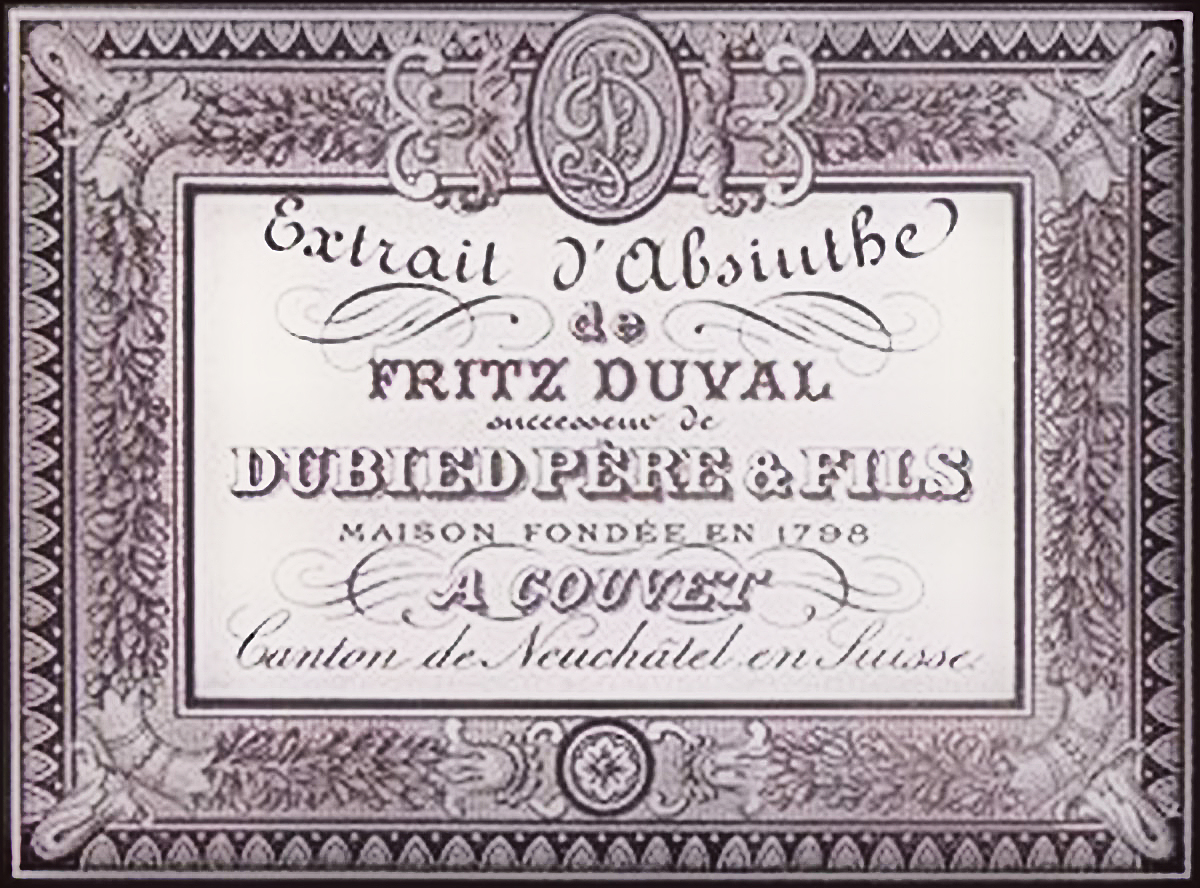 Extrait d'Absinthe
de
FRITZ DUVAL
successeur de
DUBIED PÈRE & FILS
MAISON FONDÉE EN 1798
A COUVET
Canton de Neuchâtel en Suisse.